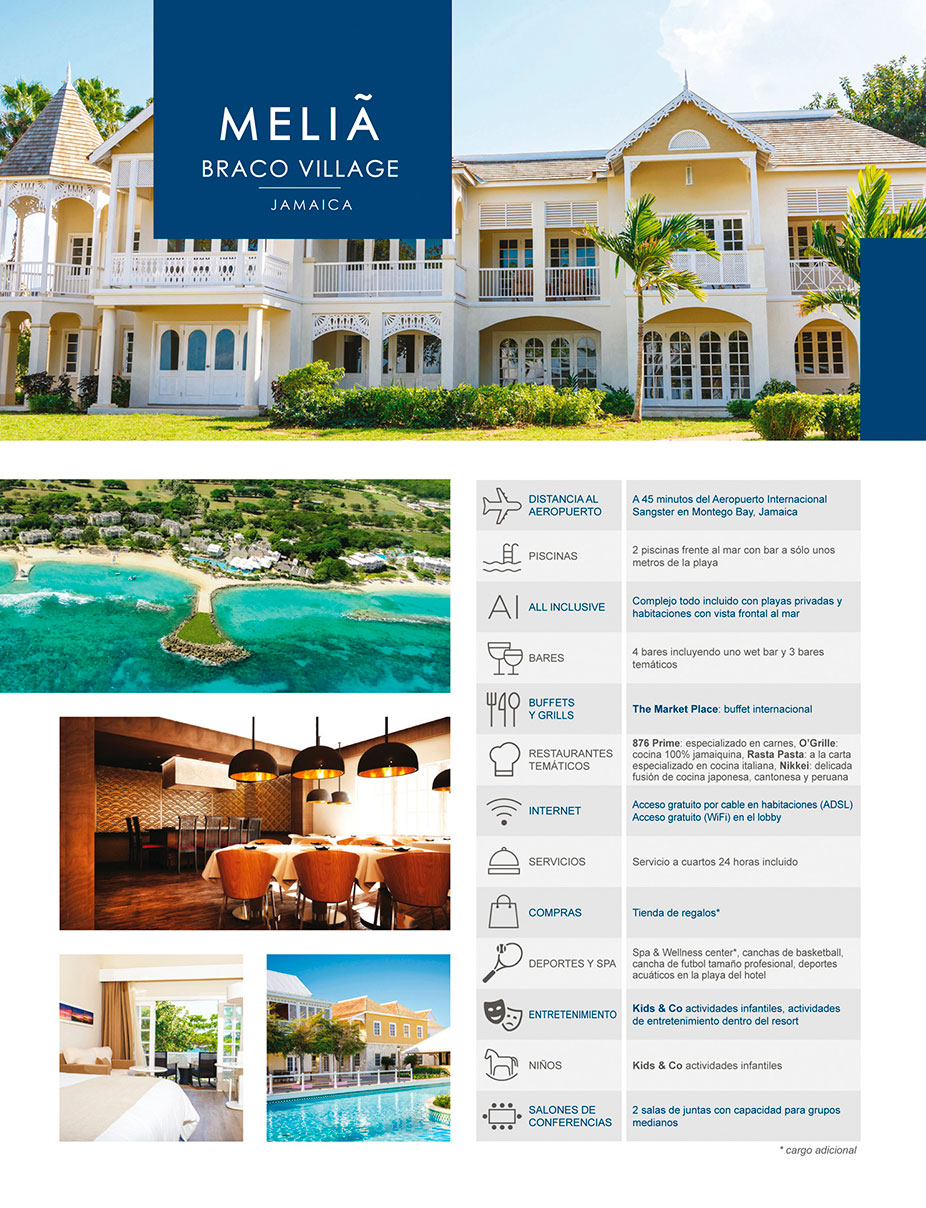 MELIÃ
BRACO VILLAGE
JAMAICA
DISTANCIA AL
AEROPUERTO
A 45 minutos del Aeropuerto Internacional
Sangster en Montego Bay, Jamaica
PISCINAS
2 piscinas frente al mar con bar a sólo unos
metros de la playa
AI
ALL INCLUSIVE
Complejo todo incluido con playas privadas y
habitaciones con vista frontal al mar
BARES
4 bares incluyendo uno wet bar y 3 bares
temáticos
BUFFETS
Y GRILLS
The Market Place: buffet internacional
RESTAURANTES
TEMÁTICOS
876 Prime: especializado en carnes, O'Grille:
cocina 100% jamaiquina, Rasta Pasta: a la carta
especializado en cocina italiana, Nikkei: delicada
fusión de cocina japonesa, cantonesa y peruana
INTERNET
Acceso gratuito por cable en habitaciones (ADSL)
Acceso gratuito (WiFi) en el lobby
SERVICIOS
Servicio a cuartos 24 horas incluido
COMPRAS
Tienda de regalos*
DEPORTES Y SPA
Spa & Wellness center*, canchas de basketball,
cancha de futbol tamaño profesional, deportes
acuáticos en la playa del hotel
ENTRETENIMIENTO
Kids & Co actividades infantiles, actividades
de entretenimiento dentro del resort
NIÑOS
Kids & Co actividades infantiles
SALONES DE
CONFERENCIAS
2 salas de juntas con capacidad para grupos
medianos
* cargo adicional